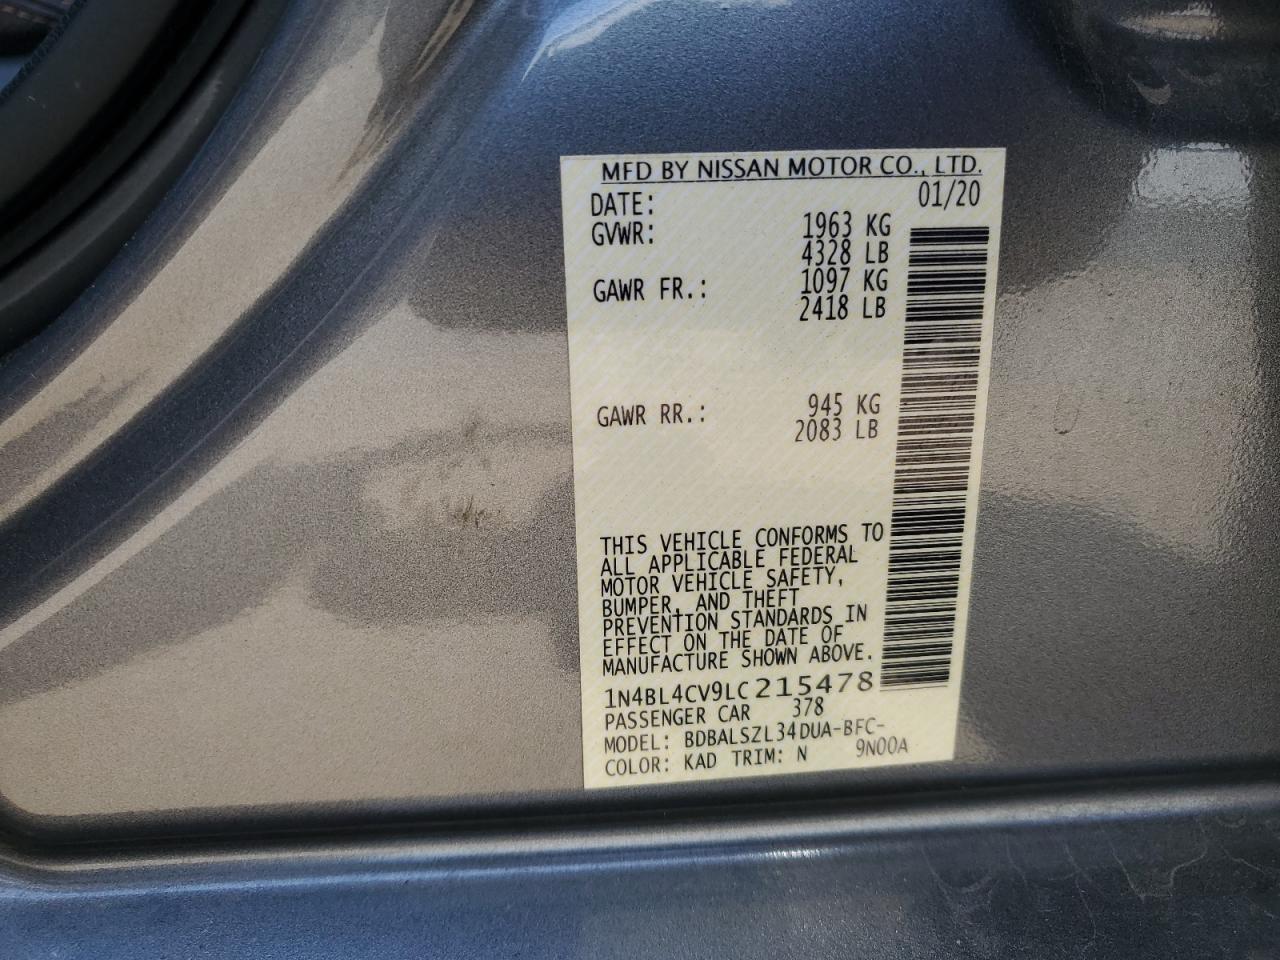 MFD BY NISSAN MOTOR CO., LTD.
DATE: 01/20
GVWR: 1963 KG
4328 LB
GAWR FR.: 1097 KG
2418 LB
GAWR RR.: 945 KG
2083 LB
THIS VEHICLE CONFORMS TO
ALL APPLICABLE FEDERAL
MOTOR VEHICLE SAFETY,
BUMPER, AND THEFT
PREVENTION STANDARDS IN
EFFECT ON THE DATE OF
MANUFACTURE SHOWN ABOVE.
1N4BL4CV9LC215478
PASSENGER CAR 378
MODEL: BDBALSZL34DUA-BFC-
COLOR: KAD TRIM: N 9N00A